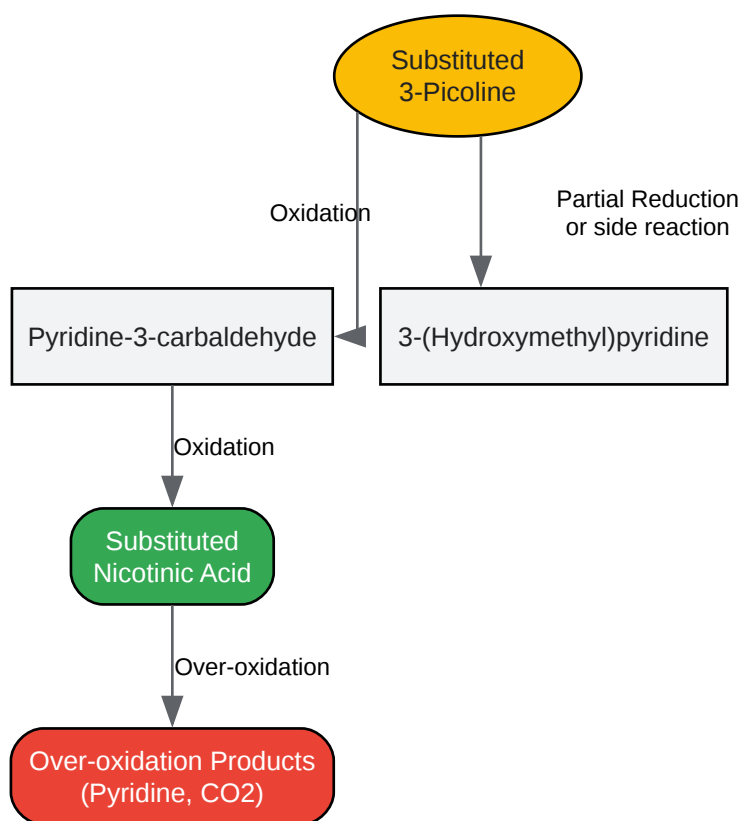 Substituted
3-Picoline
Oxidation
Partial Reduction
or side reaction
Pyridine-3-carbaldehyde
3-(Hydroxymethyl)pyridine
Oxidation
Substituted
Nicotinic Acid
Over-oxidation
Over-oxidation Products
(Pyridine, CO2)